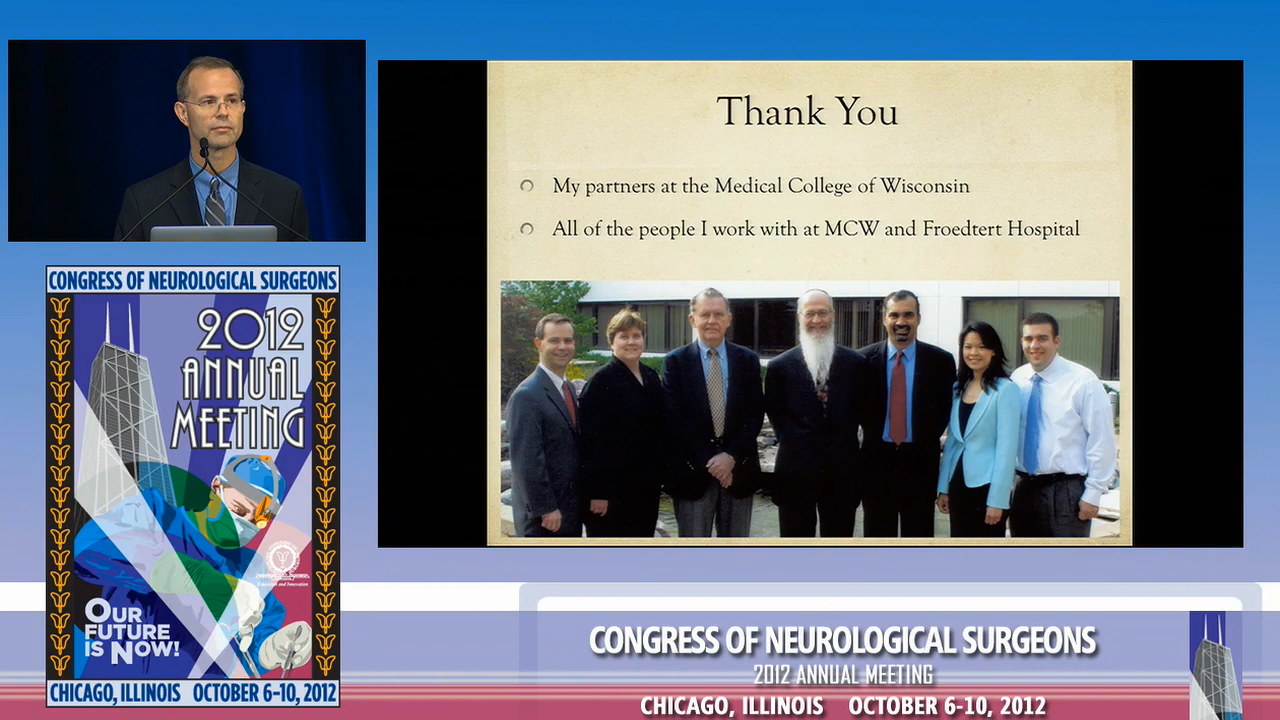 Thank You
My partners at the Medical College of Wisconsin
All of the people I work with at MCW and Froedtert Hospital
CONGRESS OF NEUROLOGICAL SURGEONS
2012
ANNUAL
MEETING
OUR
FUTURE
IS NOW!
CHICAGO, ILLINOIS OCTOBER 6-10, 2012
CONGRESS OF NEUROLOGICAL SURGEONS
2012 ANNUAL MEETING
CHICAGO, ILLINOIS OCTOBER 6-10, 2012